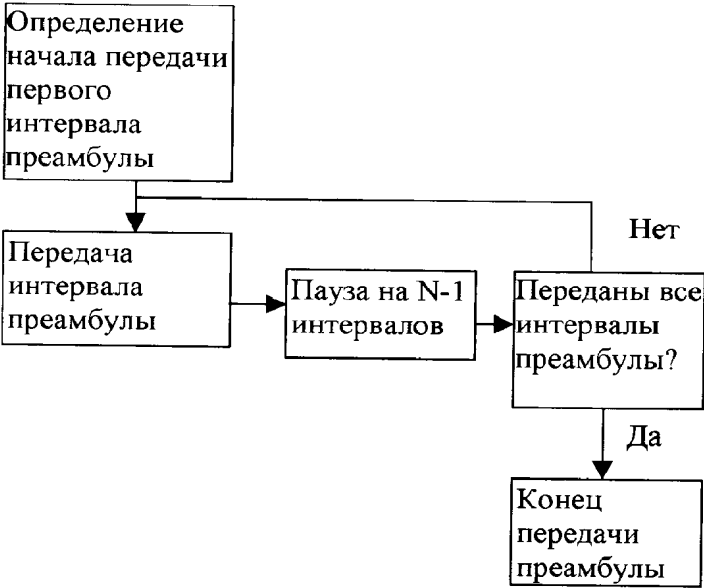 Определение
начала передачи
первого
интервала
преамбулы
Нет
Передача
интервала
преамбулы
Пауза на N-1
интервалов
Переданы все
интервалы
преамбулы?
Да
Конец
передачи
преамбулы